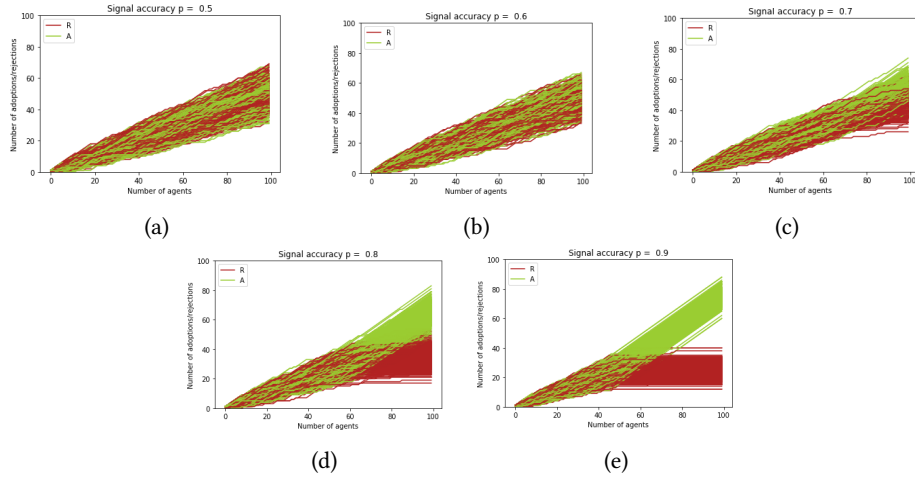 Signal accuracy p = 0.5
R
A
Number of adoptions/rejections
100
80
60
40
20
0
0 20 40 60 80 100
Number of agents
(a)
Signal accuracy p = 0.6
R
A
Number of adoptions/rejections
100
80
60
40
20
0
0 20 40 60 80 100
Number of agents
(b)
Signal accuracy p = 0.7
R
A
Number of adoptions/rejections
100
80
60
40
20
0
0 20 40 60 80 100
Number of agents
(c)
Signal accuracy p = 0.8
R
A
Number of adoptions/rejections
100
80
60
40
20
0
0 20 40 60 80 100
Number of agents
(d)
Signal accuracy p = 0.9
R
A
Number of adoptions/rejections
100
80
60
40
20
0
0 20 40 60 80 100
Number of agents
(e)